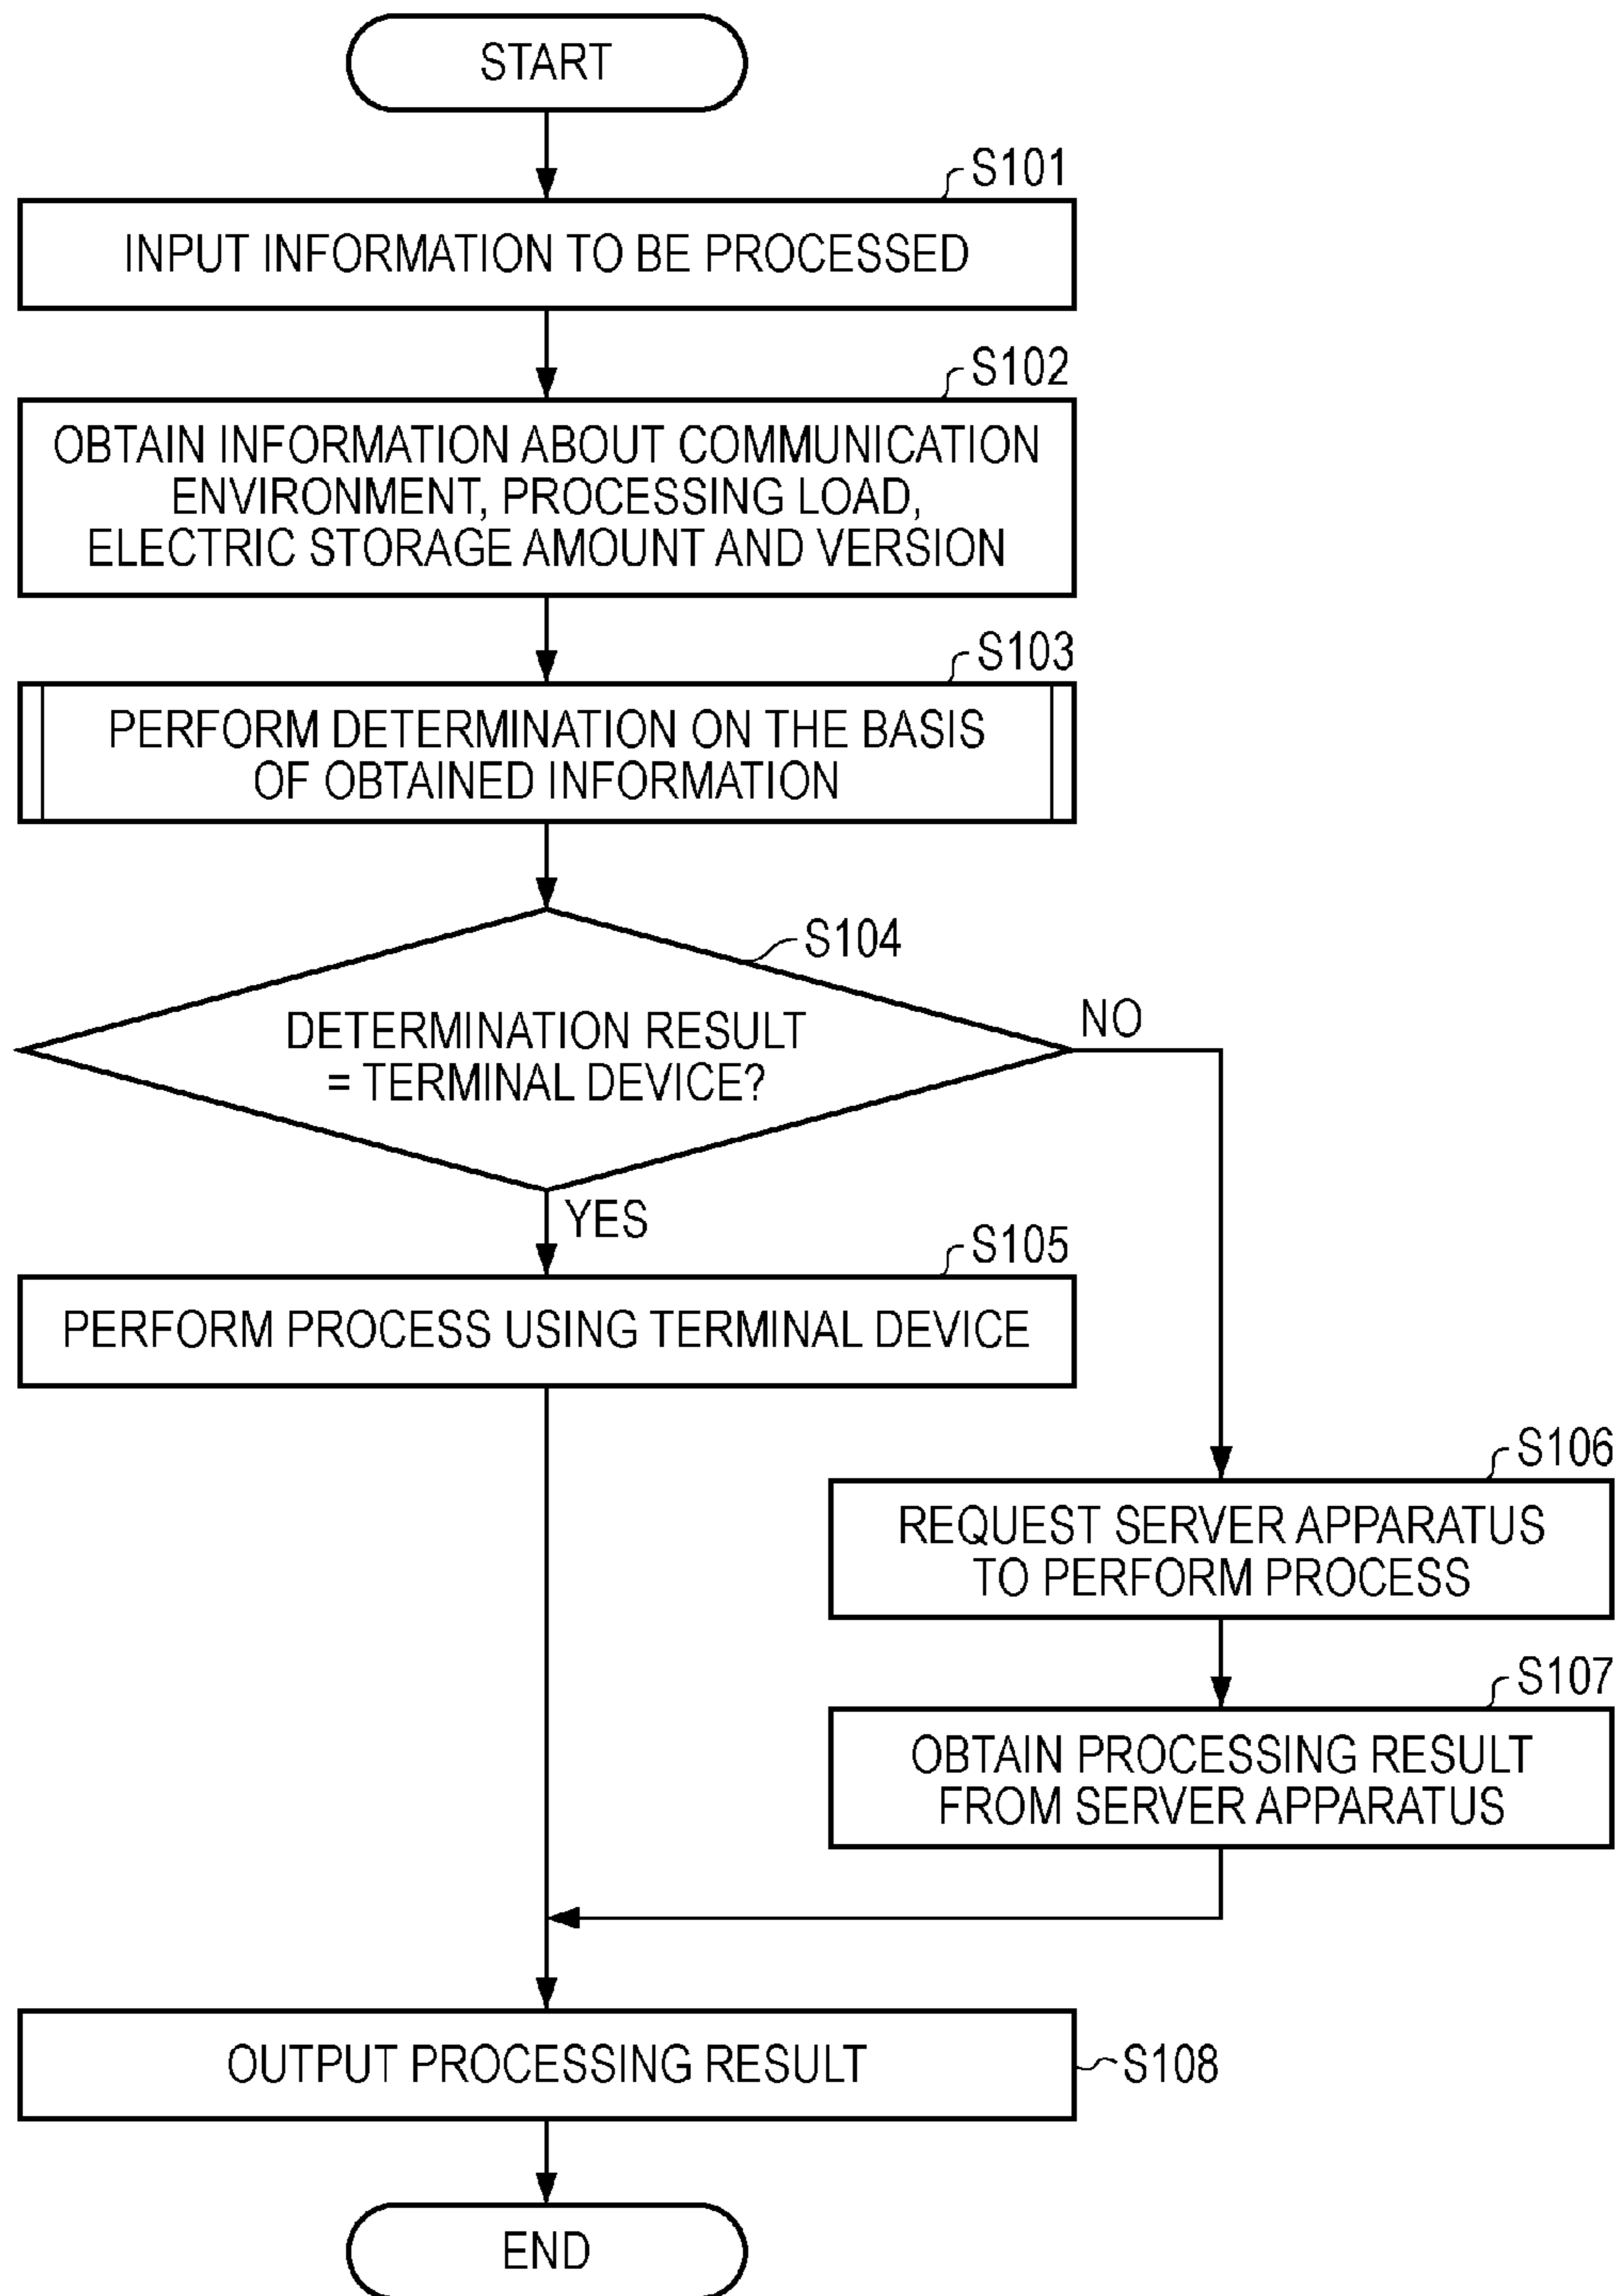 START
S101
INPUT INFORMATION TO BE PROCESSED
S102
OBTAIN INFORMATION ABOUT COMMUNICATION
ENVIRONMENT, PROCESSING LOAD,
ELECTRIC STORAGE AMOUNT AND VERSION
S103
PERFORM DETERMINATION ON THE BASIS
OF OBTAINED INFORMATION
S104
DETERMINATION RESULT
= TERMINAL DEVICE?
NO
YES
S105
PERFORM PROCESS USING TERMINAL DEVICE
S106
REQUEST SERVER APPARATUS
TO PERFORM PROCESS
S107
OBTAIN PROCESSING RESULT
FROM SERVER APPARATUS
OUTPUT PROCESSING RESULT
S108
END